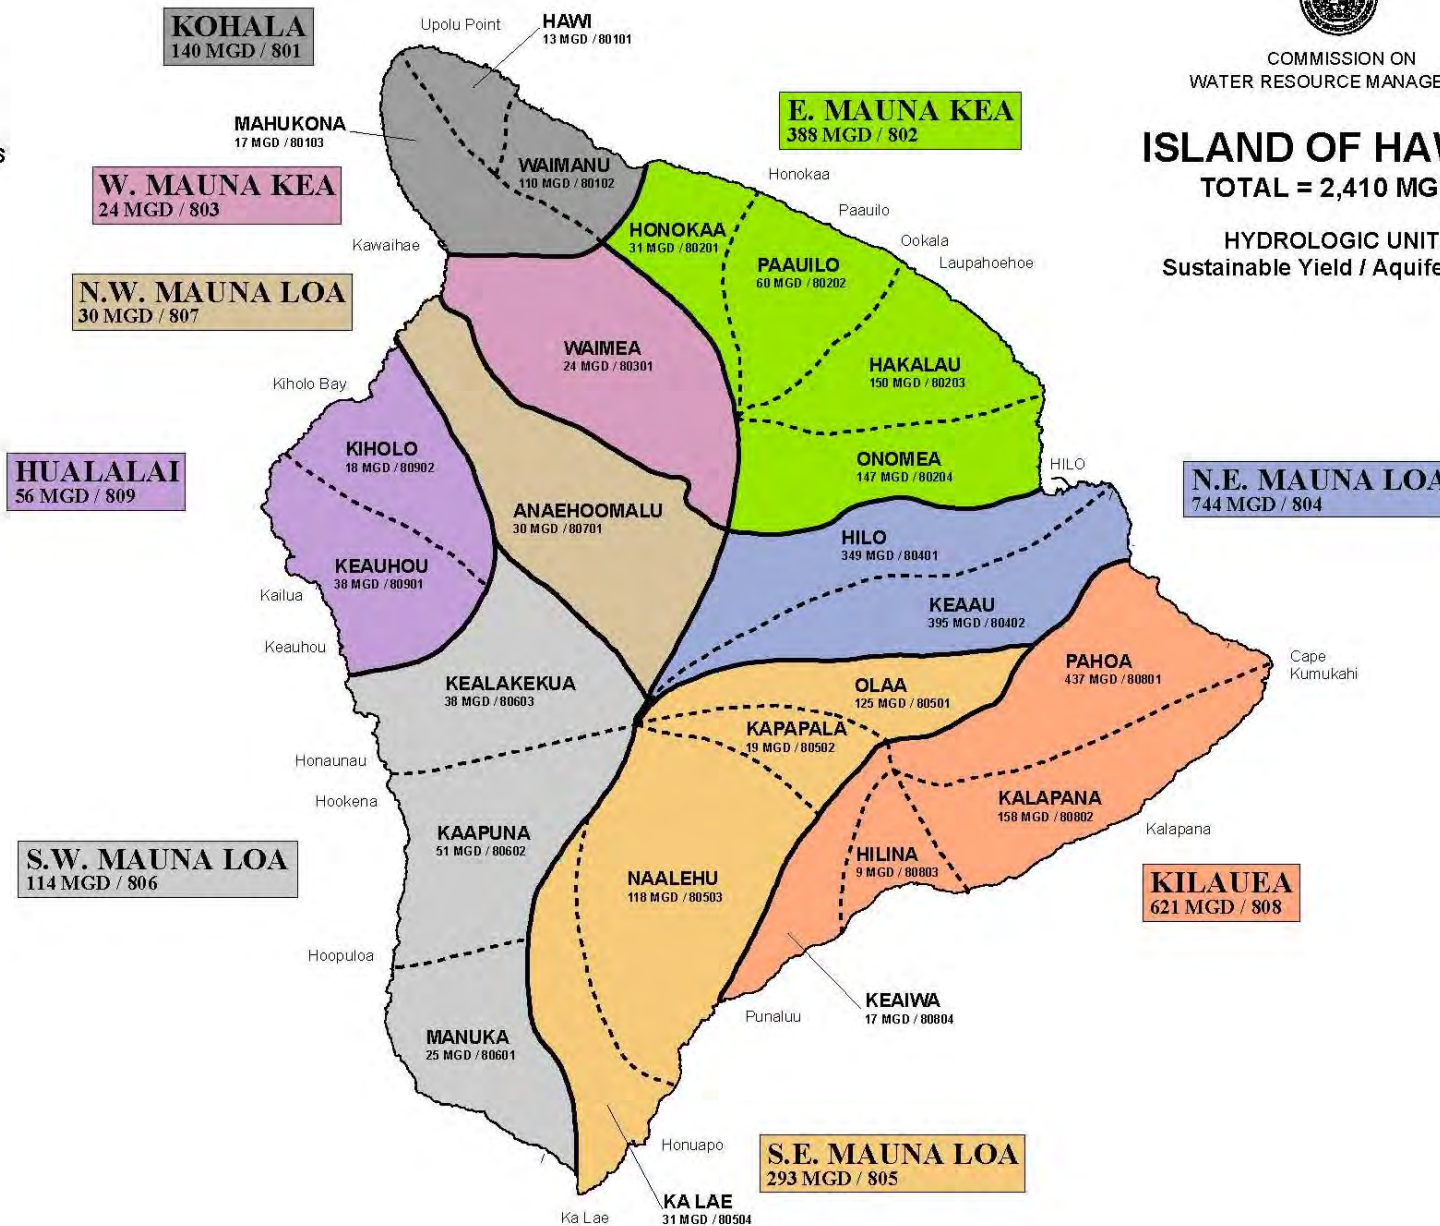 KOHALA
140 MGD / 801
Upolu Point
HAWI
13 MGD / 80101
COMMISSION ON
WATER RESOURCE MANAGE
ISLAND OF HAW
TOTAL = 2,410 MG
HYDROLOGIC UNIT
Sustainable Yield / Aquife
S
MAHUKONA
17 MGD / 80103
E. MAUNA KEA
388 MGD / 802
W. MAUNA KEA
24 MGD / 803
WAIMANU
110 MGD / 80102
Honokaa
Paauilo
Ookala
Laupahoehoe
Kawaihae
HONOKAA
31 MGD / 80201
PAAUILO
60 MGD / 80202
N.W. MAUNA LOA
30 MGD / 807
WAIMEA
24 MGD / 80301
HAKALAU
150 MGD / 80203
Kiholo Bay
KIHOLO
18 MGD / 80902
ONOMEA
147 MGD / 80204
HILO
HUALALAI
56 MGD / 809
N.E. MAUNA LOA
744 MGD / 804
ANAEHOOMALU
30 MGD / 80701
HILO
349 MGD / 80401
KEAUHOU
38 MGD / 80901
Kailua
KEAAU
395 MGD / 80402
Keauhou
KEALAKEKUA
38 MGD / 80603
OLAA
125 MGD / 80501
PAHOA
437 MGD / 80801
Cape
Kumukahi
KAPAPALA
19 MGD / 80502
Honaunau
Hookena
KALAPANA
158 MGD / 80802
Kalapana
KAAPUNA
51 MGD / 80602
S.W. MAUNA LOA
114 MGD / 806
NAALEHU
118 MGD / 80503
HILINA
9 MGD / 80803
KILAUEA
621 MGD / 808
Hoopuloa
KEAIWA
17 MGD / 80804
Punaluu
MANUKA
25 MGD / 80601
Honuapo
S.E. MAUNA LOA
293 MGD / 805
KA LAE
31 MGD / 80504
Ka Lae